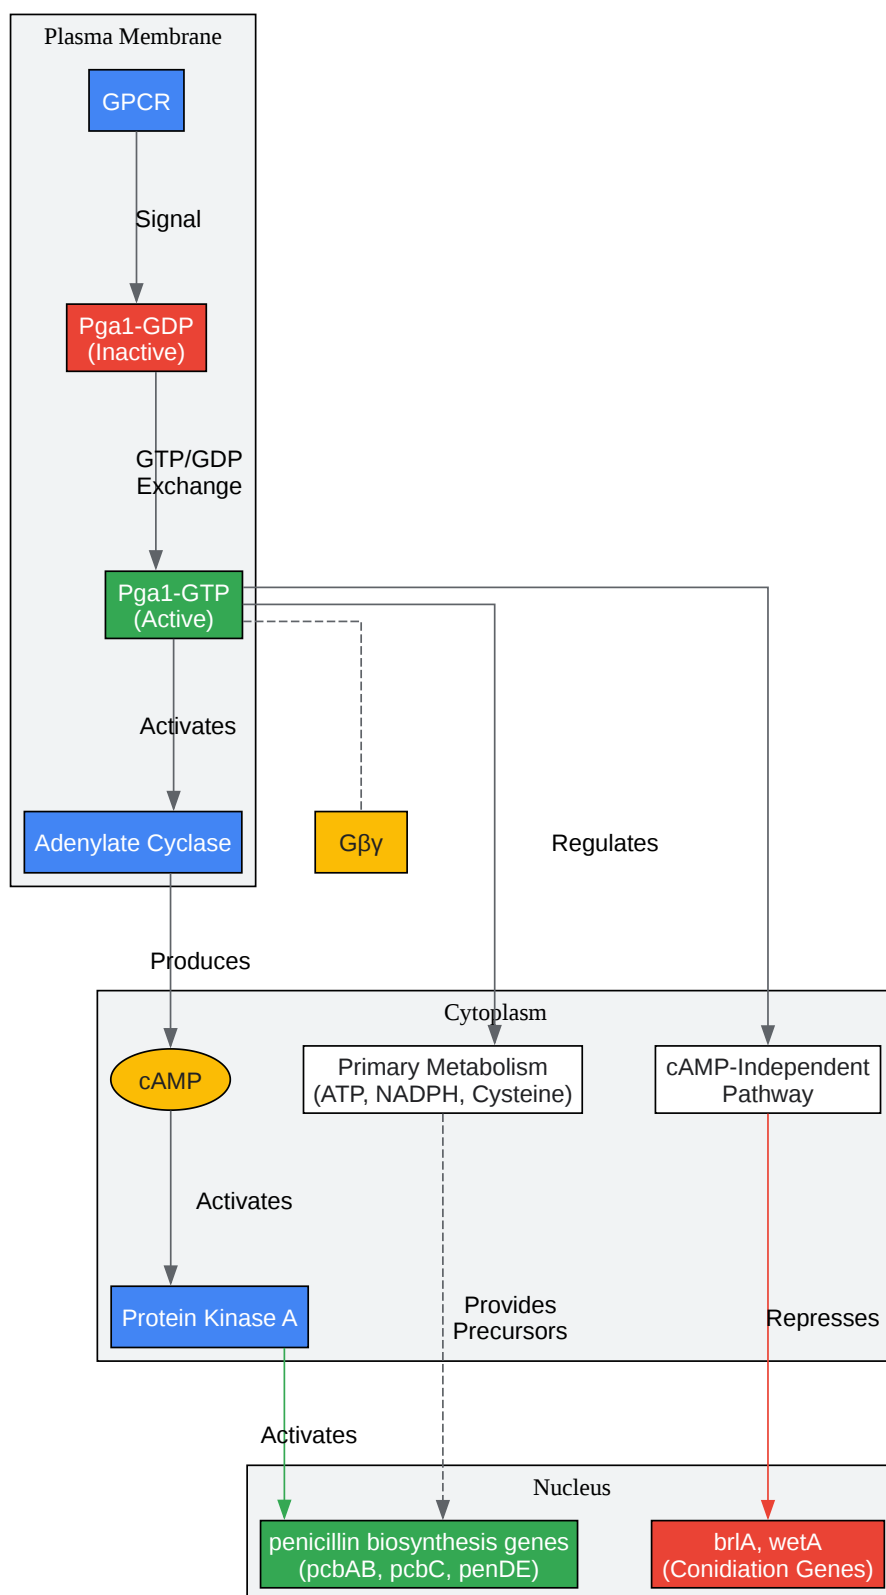 Plasma Membrane
GPCR
Signal
Pga1-GDP
(Inactive)
GTP/GDP
Exchange
Pga1-GTP
(Active)
Activates
Adenylate Cyclase
Gβγ
Regulates
Produces
Cytoplasm
cAMP
Primary Metabolism
(ATP, NADPH, Cysteine)
cAMP-Independent
Pathway
Activates
Protein Kinase A
Provides
Precursors
Represses
Activates
Nucleus
penicillin biosynthesis genes
(pcbAB, pcbC, penDE)
brlA, wetA
(Conidiation Genes)